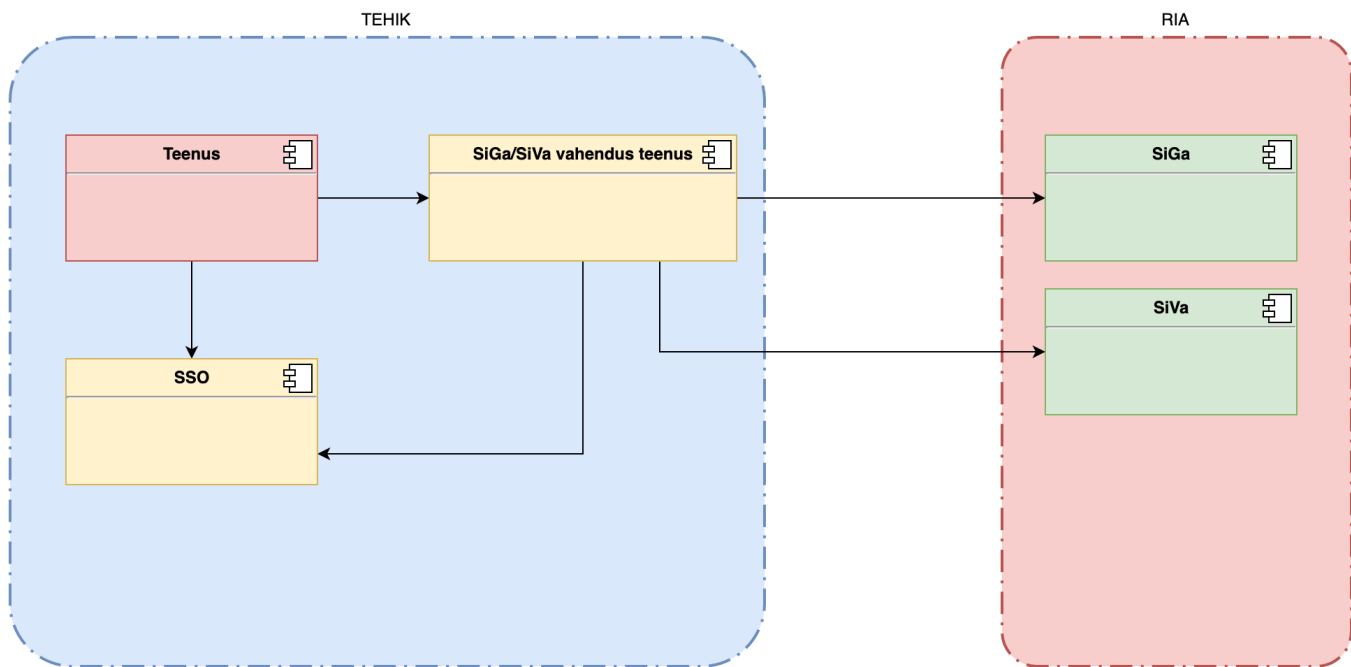 TEHIK
RIA
Teenus
SiGa/SiVa vahendus teenus
SiGa
SiVa
SSO